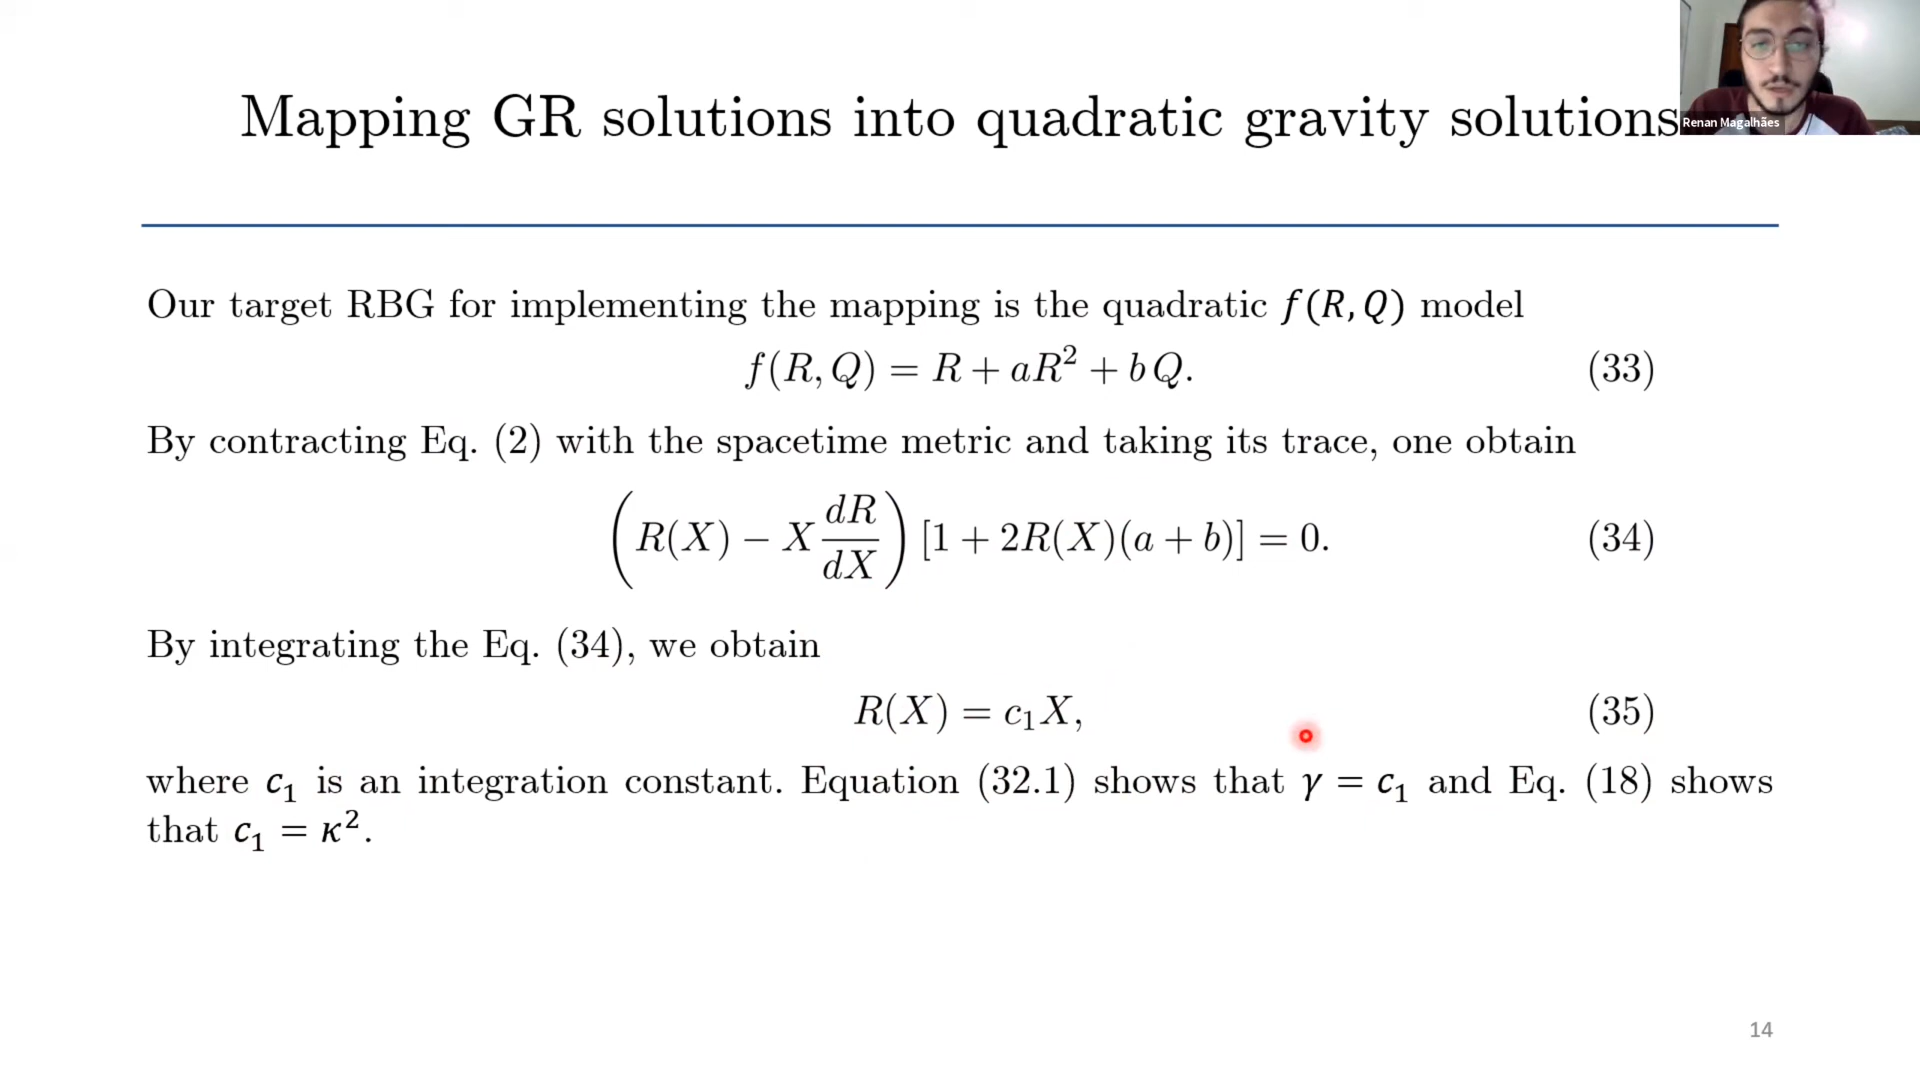 Mapping GR solutions into quadratic gravity solutions
Renan Magalhães
Our target RBG for implementing the mapping is the quadratic f(R, Q) model
f(R, Q) = R + aR² + b Q. (33)
By contracting Eq. (2) with the spacetime metric and taking its trace, one obtain
(R(X) − X dR/dX) [1 + 2R(X)(a + b)] = 0. (34)
By integrating the Eq. (34), we obtain
R(X) = c₁X, (35)
where c₁ is an integration constant. Equation (32.1) shows that γ = c₁ and Eq. (18) shows
that c₁ = κ².
14